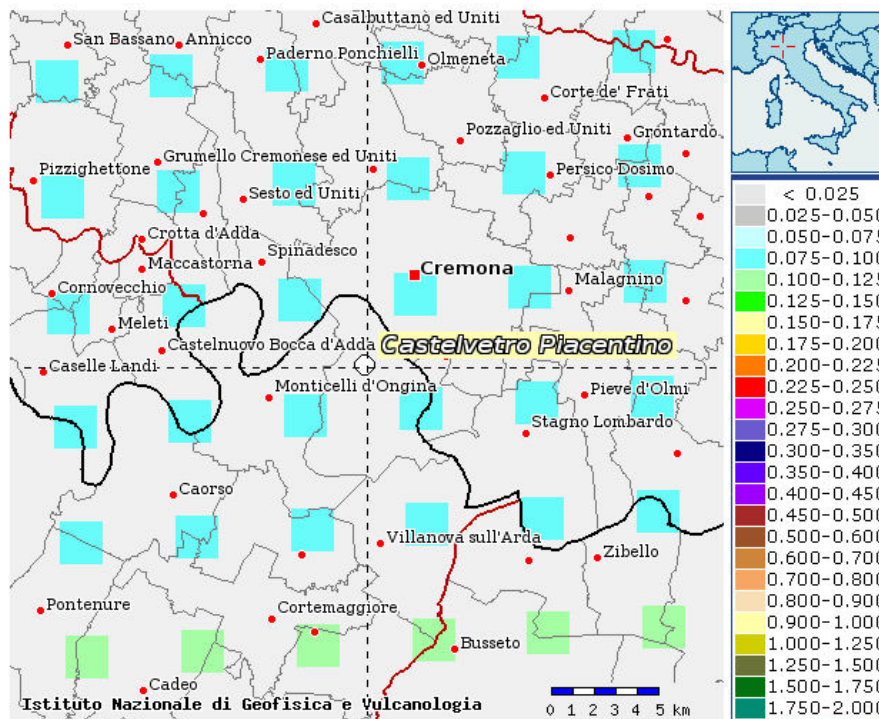 Casalbuttano ed Uniti
San Bassano
Annicco
Paderno Ponchielli
Olmeneta
Corte de' Frati
Pozzaglio ed Uniti
Grontardo
Grumello Cremonese ed Uniti
Pizzighettone
Persico Dosimo
Sesto ed Uniti
Crotta d'Adda
Spinadesco
Maccastorna
Cremona
Cornovecchio
Malagnino
Meleti
Castelvetro Piacentino
Castelnuovo Bocca d'Adda
Caselle Landi
Monticelli d'Ongina
Pieve d'Olmi
Stagno Lombardo
Caorso
Villanova sull'Arda
Zibello
Pontenure
Cortemaggiore
Busseto
Cadeo
Istituto Nazionale di Geofisica e Vulcanologia
0 1 2 3 4 5 km
< 0.025
0.025-0.050
0.050-0.075
0.075-0.100
0.100-0.125
0.125-0.150
0.150-0.175
0.175-0.200
0.200-0.225
0.225-0.250
0.250-0.275
0.275-0.300
0.300-0.350
0.350-0.400
0.400-0.450
0.450-0.500
0.500-0.600
0.600-0.700
0.700-0.800
0.800-0.900
0.900-1.000
1.000-1.250
1.250-1.500
1.500-1.750
1.750-2.000